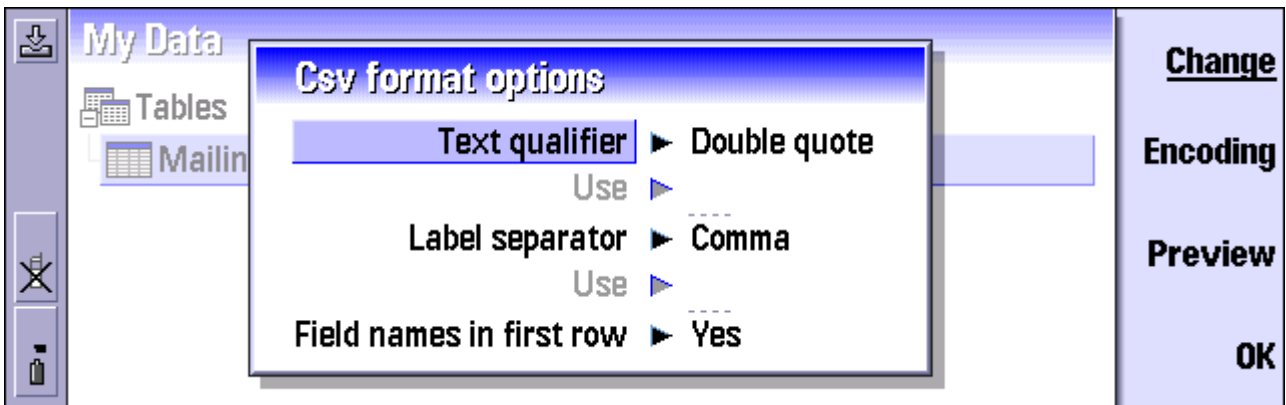 My Data
Tables
Mailin
Csv format options
Text qualifier Double quote
Use
Label separator Comma
Use
Field names in first row Yes
Change
Encoding
Preview
OK